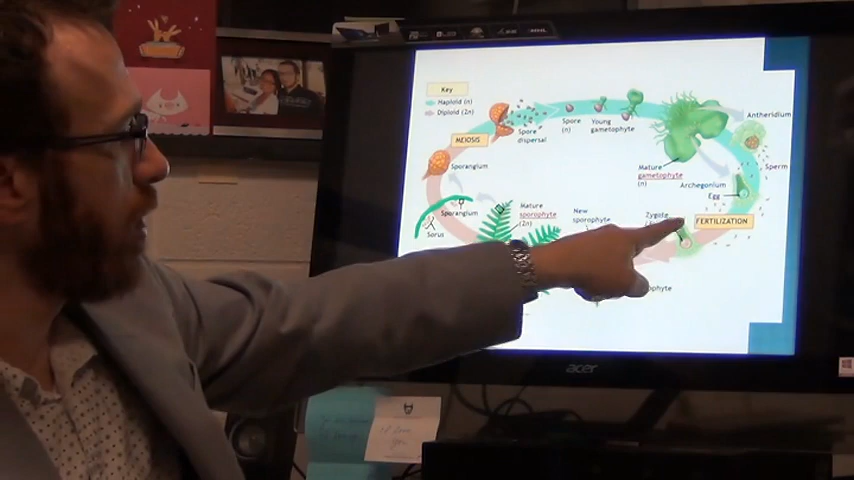 Key
Haploid (n)
Diploid (2n)
MEIOSIS
Spore
dispersal
Spore
(n)
Young
gametophyte
Antheridium
Sporangium
Mature
gametophyte
(n)
Sperm
Archegonium
Egg
Sporangium
Sorus
Mature
sporophyte
(2n)
New
sporophyte
Zygote
FERTILIZATION
acer